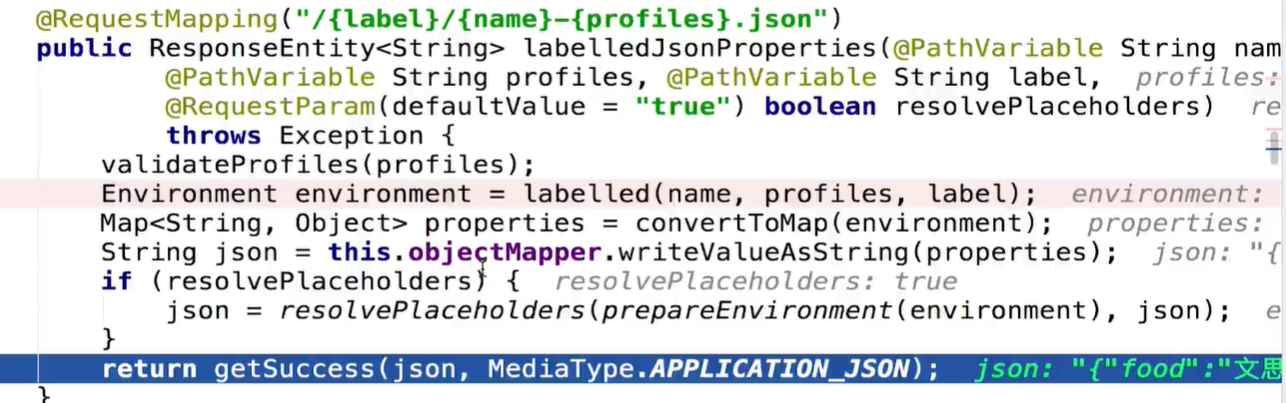 @RequestMapping("/{label}/{name}-{profiles}.json")
public ResponseEntity<String> labelledJsonProperties(@PathVariable String nam
@PathVariable String profiles, @PathVariable String label, profiles:
@RequestParam(defaultValue = "true") boolean resolvePlaceholders) re
throws Exception {
validateProfiles(profiles);
Environment environment = labelled(name, profiles, label); environment:
Map<String, Object> properties = convertToMap(environment); properties:
String json = this.objectMapper.writeValueAsString(properties); json: "{
if (resolvePlaceholders) { resolvePlaceholders: true
json = resolvePlaceholders(prepareEnvironment(environment), json); e
}
return getSuccess(json, MediaType.APPLICATION_JSON); json: "{"food":"文思
}